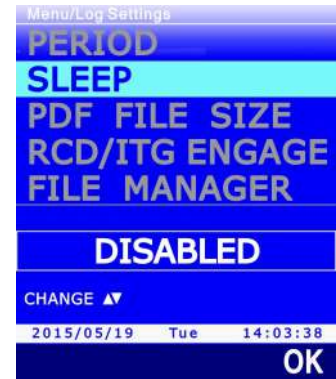 Menu/Log Settings
PERIOD
SLEEP
PDF FILE SIZE
RCD/ITG ENGAGE
FILE MANAGER
DISABLED
CHANGE ▲▼
2015/05/19 Tue 14:03:38
OK